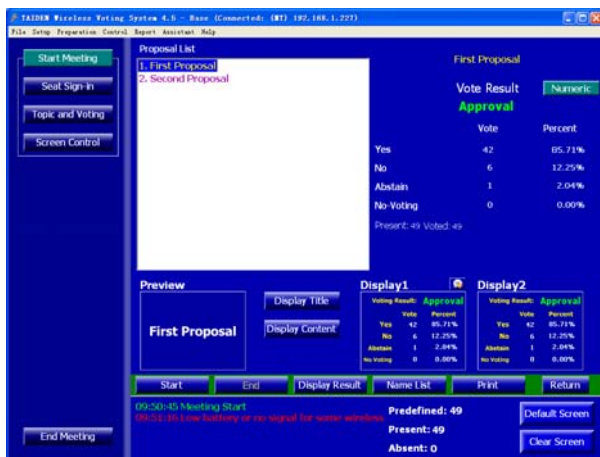 TAIDEN Wireless Voting System 4.5 - Base (Connected: (NT) 192.168.1.227)
File Setup Preparation Control Report Assistant Help
Start Meeting
Seat Sign-in
Topic and Voting
Screen Control
End Meeting
Proposal List
1. First Proposal
2. Second Proposal
First Proposal
Vote Result Numeric
Approval
Vote Percent
Yes 42 85.71%
No 6 12.25%
Abstain 1 2.04%
No-Voting 0 0.00%
Present: 49 Voted: 49
Preview
First Proposal
Display Title
Display Content
Display1
Voting Result: Approval
Vote Percent
Yes 42 85.71%
No 6 12.25%
Abstain 1 2.04%
No Voting 0 0.00%
Display2
Voting Result: Approval
Vote Percent
Yes 42 85.71%
No 6 12.25%
Abstain 1 2.04%
No Voting 0 0.00%
Start End Display Result Name List Print Return
09:50:45 Meeting Start
09:51:16 Low battery or no signal for some wireless
Predefined: 49
Present: 49
Absent: 0
Default Screen
Clear Screen